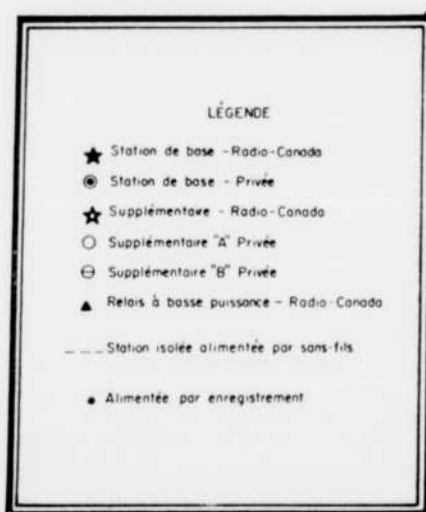 LÉGENDE
Station de base - Radio-Canada
Station de base - Privée
Supplémentaire - Radio-Canada
Supplémentaire "A" Privée
Supplémentaire "B" Privée
Relais à basse puissance - Radio-Canada
Station isolée alimentée par sans-fils
Alimentée par enregistrement